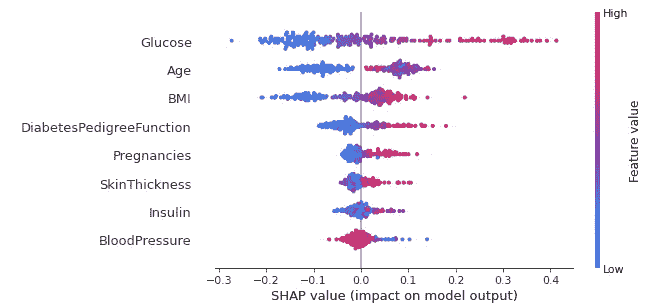 High
Glucose
Age
BMI
DiabetesPedigreeFunction
Pregnancies
SkinThickness
Insulin
BloodPressure
Feature value
Low
−0.3 −0.2 −0.1 0.0 0.1 0.2 0.3 0.4
SHAP value (impact on model output)